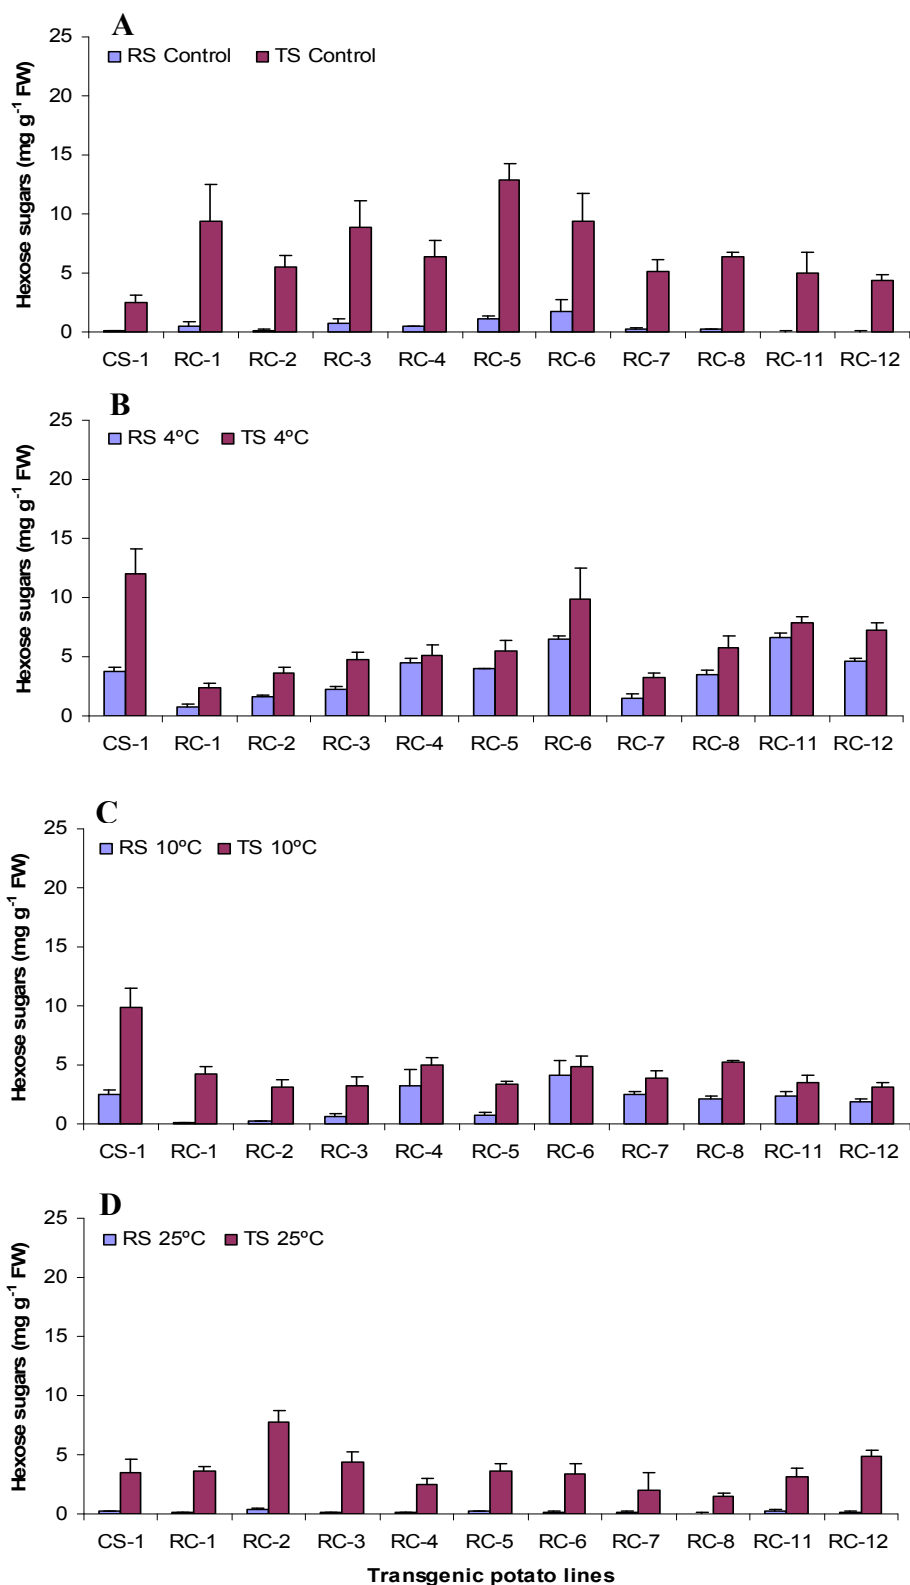 A
RS Control TS Control
Hexose sugars (mg g⁻¹ FW)
25
20
15
10
5
0
CS-1 RC-1 RC-2 RC-3 RC-4 RC-5 RC-6 RC-7 RC-8 RC-11 RC-12
B
RS 4ºC TS 4ºC
Hexose sugars (mg g⁻¹ FW)
25
20
15
10
5
0
CS-1 RC-1 RC-2 RC-3 RC-4 RC-5 RC-6 RC-7 RC-8 RC-11 RC-12
C
RS 10ºC TS 10ºC
Hexose sugars (mg g⁻¹ FW)
25
20
15
10
5
0
CS-1 RC-1 RC-2 RC-3 RC-4 RC-5 RC-6 RC-7 RC-8 RC-11 RC-12
D
RS 25ºC TS 25ºC
Hexose sugars (mg g⁻¹ FW)
25
20
15
10
5
0
CS-1 RC-1 RC-2 RC-3 RC-4 RC-5 RC-6 RC-7 RC-8 RC-11 RC-12
Transgenic potato lines